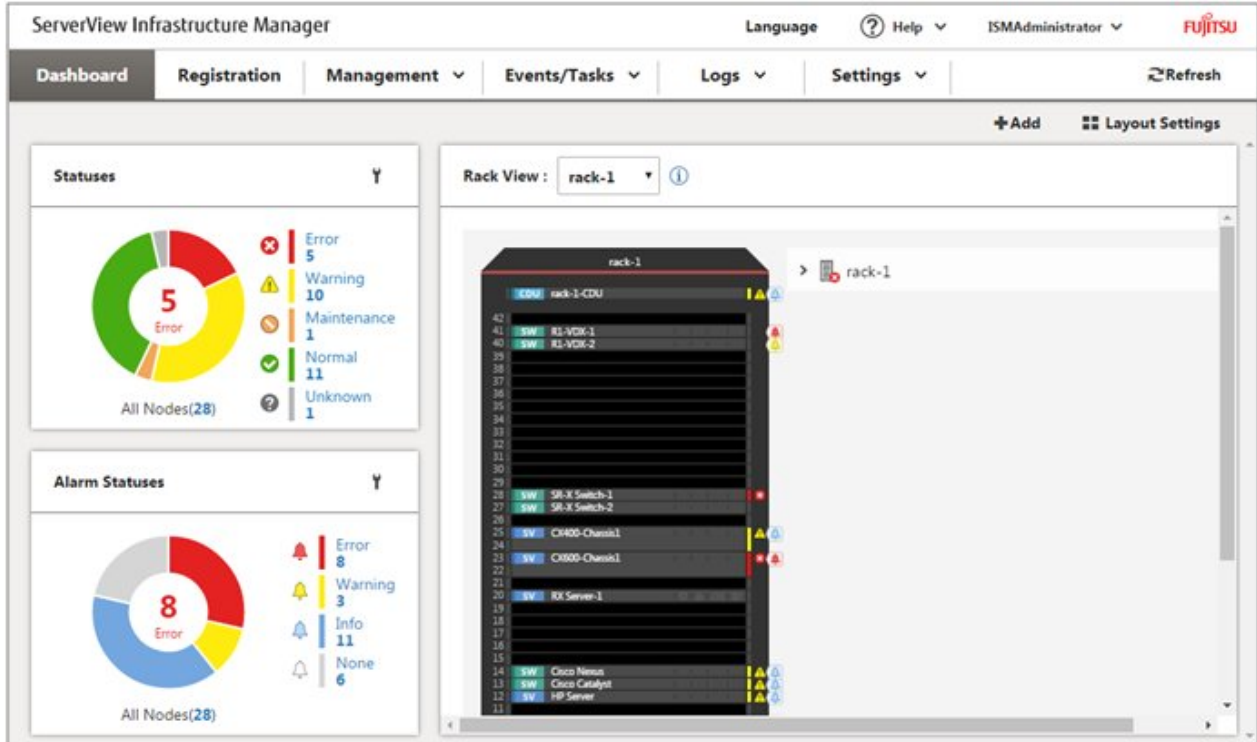 ServerView Infrastructure Manager Language Help ISMAdministrator FUJITSU
Dashboard Registration Management Events/Tasks Logs Settings Refresh
Add Layout Settings
Statuses
5
Error
Error
5
Warning
10
Maintenance
1
Normal
11
Unknown
1
All Nodes(28)
Alarm Statuses
8
Error
Error
8
Warning
3
Info
11
None
6
All Nodes(28)
Rack View : rack-1
rack-1
CDU rack-1-CDU
42
41 SW R1-VDX-1
40 SW R1-VDX-2
39
38
37
36
35
34
33
32
31
30
29
28 SW SR-X Switch-1
27 SW SR-X Switch-2
26
25 SV CX400-Chassis1
24
23 SV CX600-Chassis1
22
21
20 SV RX Server-1
19
18
17
16
15
14 SW Cisco Nexus
13 SW Cisco Catalyst
12 SV HP Server
11
rack-1